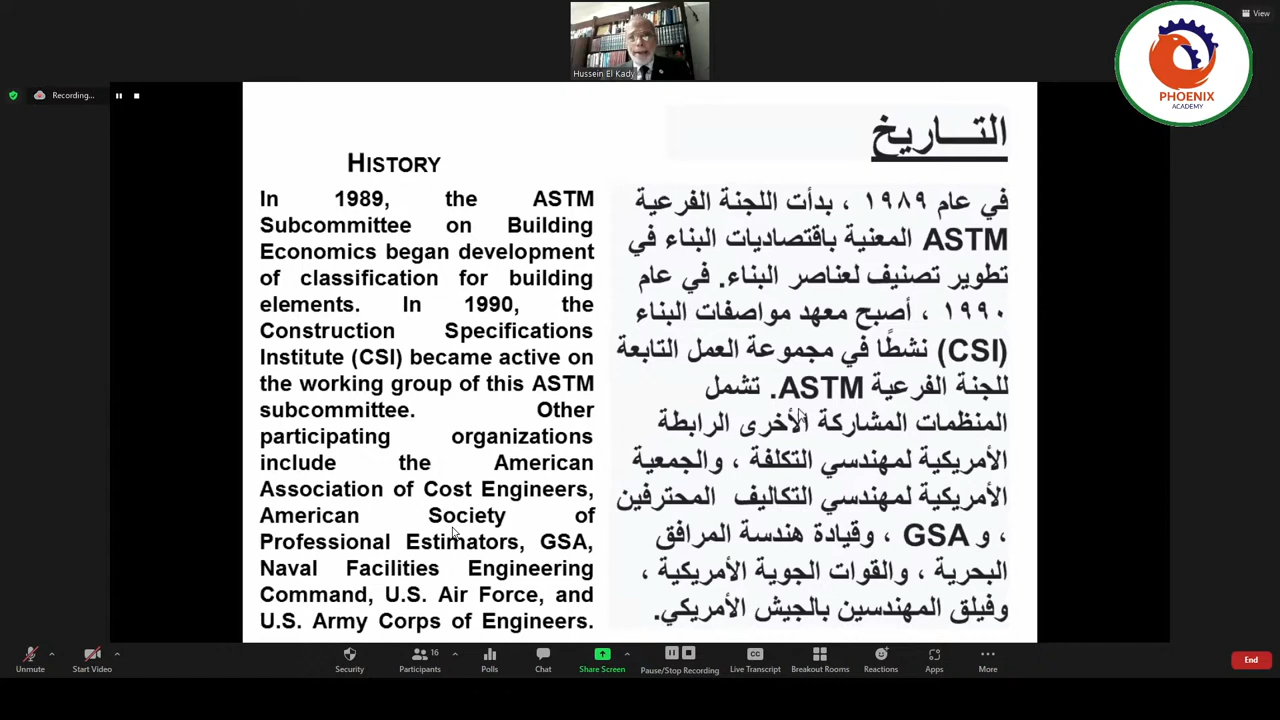 View
Hussein El Kady
PHOENIX
ACADEMY
Recording...
HISTORY
In 1989, the ASTM
Subcommittee on Building
Economics began development
of classification for building
elements. In 1990, the
Construction Specifications
Institute (CSI) became active on
the working group of this ASTM
subcommittee. Other
participating organizations
include the American
Association of Cost Engineers,
American Society of
Professional Estimators, GSA,
Naval Facilities Engineering
Command, U.S. Air Force, and
U.S. Army Corps of Engineers.
التـــاريخ
في عام ١٩٨٩ ، بدأت اللجنة الفرعية
ASTM المعنية باقتصاديات البناء في
تطوير تصنيف لعناصر البناء. في عام
١٩٩٠ ، أصبح معهد مواصفات البناء
(CSI) نشطًا في مجموعة العمل التابعة
للجنة الفرعية ASTM. تشمل
المنظمات المشاركة الأخرى الرابطة
الأمريكية لمهندسي التكلفة ، والجمعية
الأمريكية لمهندسي التكاليف المحترفين
، و GSA ، وقيادة هندسة المرافق
البحرية ، والقوات الجوية الأمريكية ،
وفيلق المهندسين بالجيش الأمريكي.
Unmute
Start Video
Security
16
Participants
Polls
Chat
Share Screen
Pause/Stop Recording
CC
Live Transcript
Breakout Rooms
Reactions
Apps
More
End